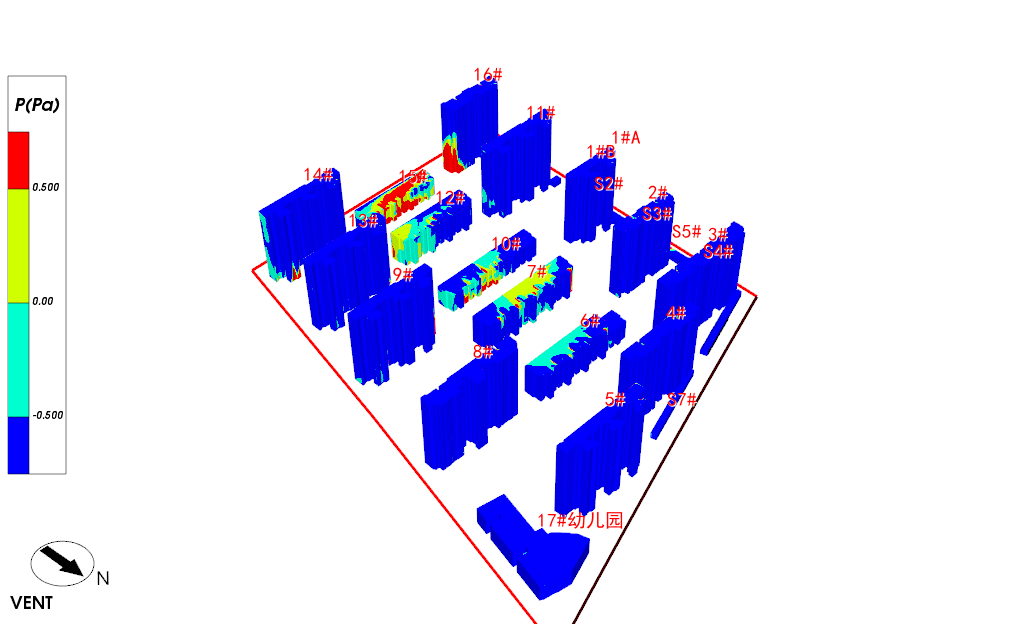 P(Pa)
0.500
0.00
-0.500
16#
11#
1#A
1#B
14#
15#
S2#
12#
2#
13#
S3#
S5#
3#
10#
S4#
9#
7#
4#
6#
8#
5#
S7#
17#幼儿园
N
VENT